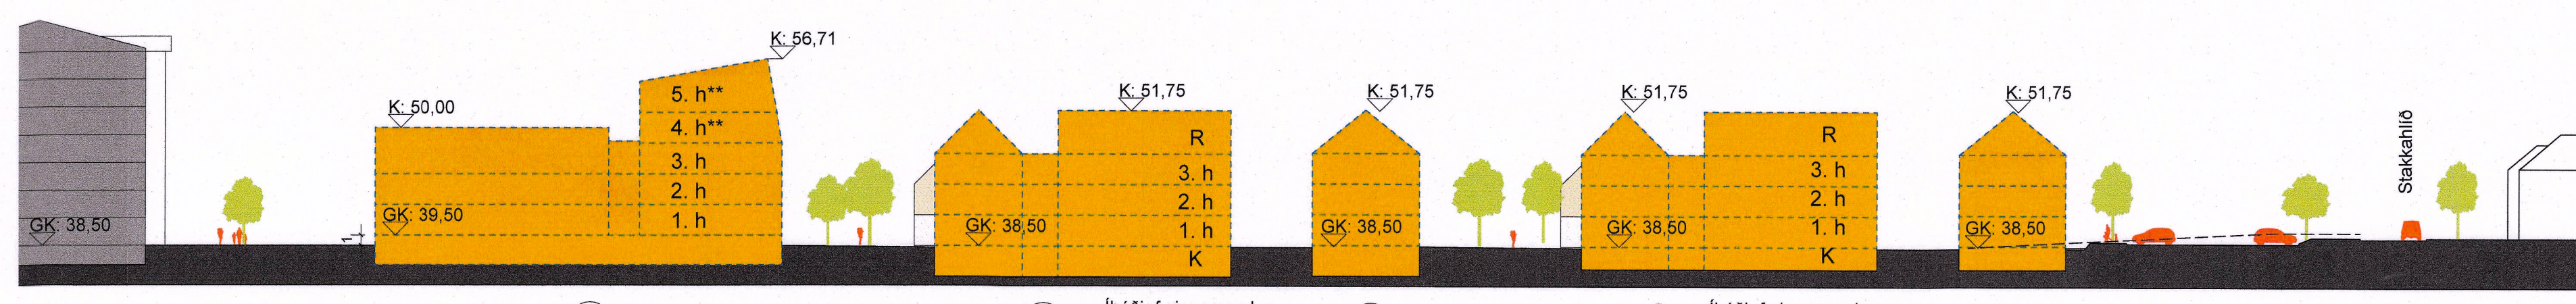 K: 56,71
5. h**
K: 50,00
4. h**
3. h
2. h
GK: 39,50
1. h
GK: 38,50
1
K: 51,75
R
3. h
2. h
GK: 38,50
1. h
K
K: 51,75
GK: 38,50
K: 51,75
R
3. h
2. h
GK: 38,50
1. h
K
K: 51,75
GK: 38,50
Stakkahlíð